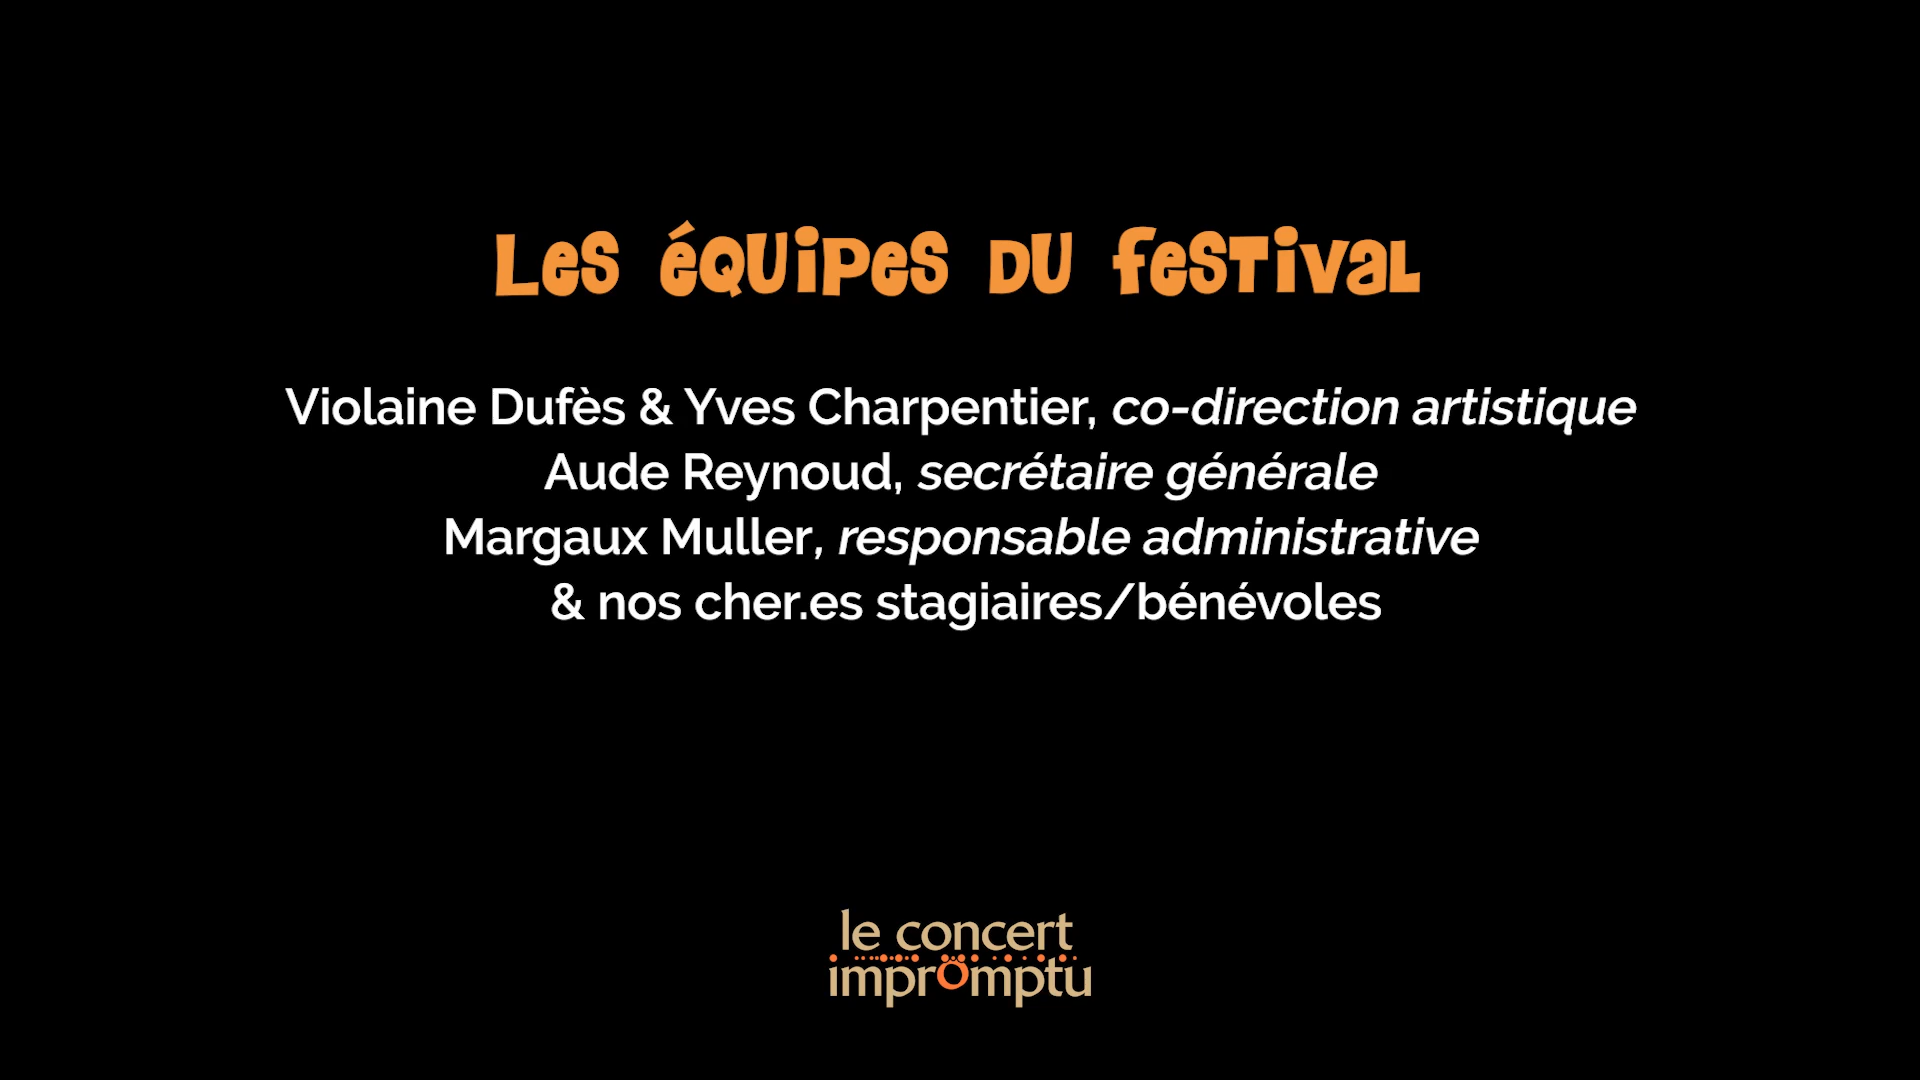 Les équipes du festival
Violaine Dufès & Yves Charpentier, co-direction artistique
Aude Reynoud, secrétaire générale
Margaux Muller, responsable administrative
& nos cher.es stagiaires/bénévoles
le concert
impromptu